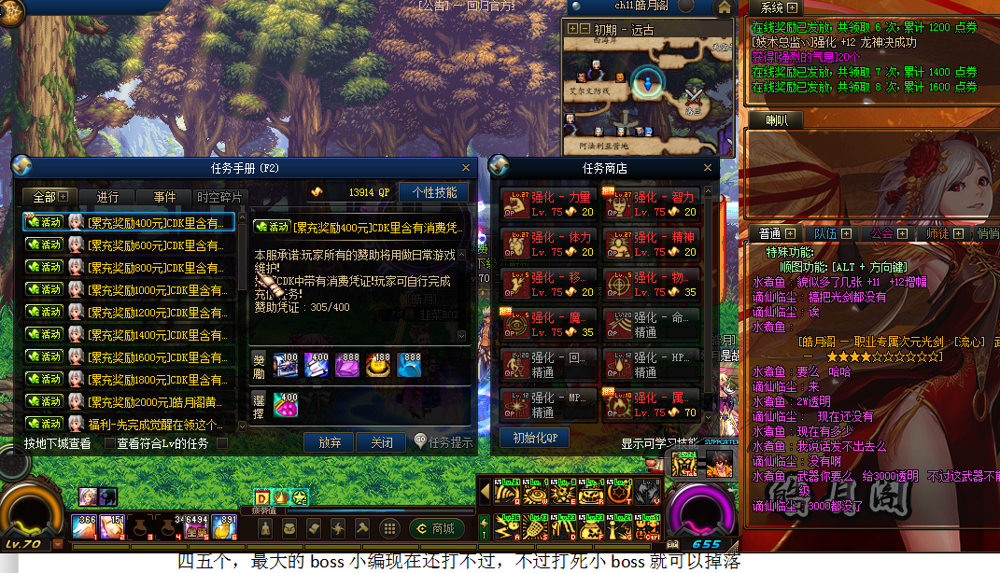 [公告] — 回归官方
ch11.皓月阁
初期 - 远古
艾尔文防线
阿法利亚营地
系统
在线奖励已发放, 共领取 6 次, 累计 1200 点券
强化 +12 龙神决成功
获得[强烈的气息]20个
在线奖励已发放, 共领取 7 次, 累计 1400 点券
在线奖励已发放, 共领取 8 次, 累计 1600 点券
喇叭
普通
队伍
公会
师徒
悄悄
特殊功能:
顺图功能: [ALT + 方向键]
水煮鱼 : 貌似多了几张 +11 +12增幅
谪仙临尘 : 搞把光剑都没有
谪仙临尘 : 诶
水煮鱼 :
[皓月阁 — 职业专属次元光剑 : [流心] 武
— ★★★★☆☆☆☆☆☆]
水煮鱼 : 要么 哈哈
谪仙临尘 : 来
水煮鱼 : 2W透明
谪仙临尘 : 现在还没有
水煮鱼 : 现在有多少
水煮鱼 : 我说话发不出去么
谪仙临尘 : 没有啊
水煮鱼 : 武器你要么 给3000透明 不过这武器不能
级
谪仙临尘 : 3000都没了
皓月阁
任务手册 (F2)
全部
进行
事件
时空碎片
13914 QP
个性技能
活动 [累充奖励400元]CDK里含有...
活动 [累充奖励600元]CDK里含有...
活动 [累充奖励800元]CDK里含有...
活动 [累充奖励1000元]CDK里含有...
活动 [累充奖励1200元]CDK里含有...
活动 [累充奖励1400元]CDK里含有...
活动 [累充奖励1600元]CDK里含有...
活动 [累充奖励1800元]CDK里含有...
活动 [累充奖励2000元]皓月阁黄...
活动 福利-先完成觉醒在领这个...
活动 [累充奖励400元]CDK里含有消费凭...
本服承诺:玩家所有的赞助将用做日常游戏
维护!
CDK中带有消费凭证!玩家可自行完成
充值任务!
赞助凭证 : 305/400
奖励
100
400
888
188
888
选择
400
按地下城查看
查看符合Lv的任务
放弃
关闭
任务提示
任务商店
强化 - 力量
Lv. 75 20
强化 - 智力
Lv. 75 20
强化 - 体力
Lv. 75 20
强化 - 精神
Lv. 75 20
强化 - 移...
Lv. 75 20
强化 - 物...
Lv. 75 35
强化 - 魔...
Lv. 75 35
强化 - 命...
精通
强化 - 回...
精通
强化 - HP...
精通
强化 - MP...
精通
强化 - 属...
Lv. 75 70
初始化QP
显示可学习技能
SUPPORTER
疲劳值
商城
Lv.70
655
四五个，最大的 boss 小编现在还打不过，不过打死小 boss 就可以掉落